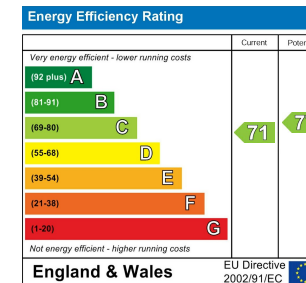 Energy Efficiency Rating
Current
Very energy efficient - lower running costs
(92 plus) A
(81-91) B
(69-80) C
71
(55-68) D
(39-54) E
(21-38) F
(1-20) G
Not energy efficient - higher running costs
England & Wales
EU Directive
2002/91/EC